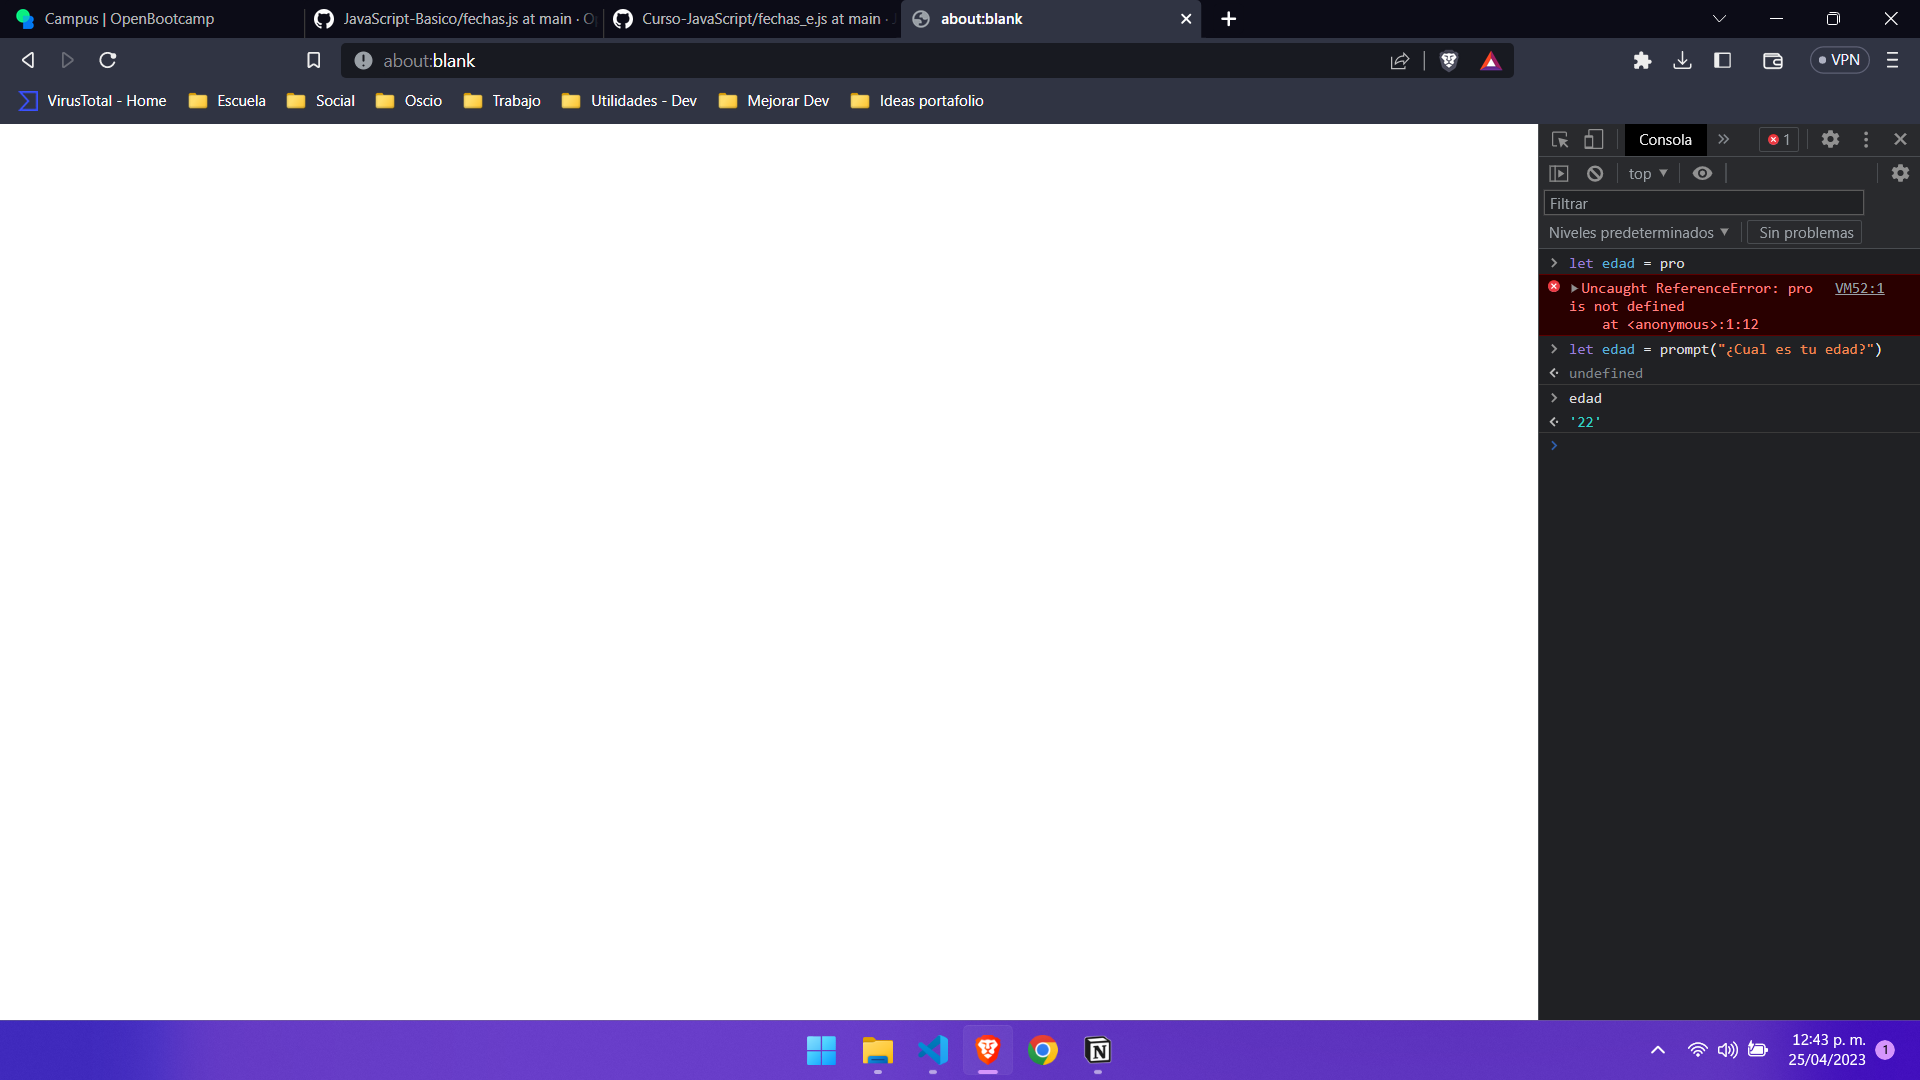 Campus | OpenBootcamp
JavaScript-Basico/fechas.js at main · O
Curso-JavaScript/fechas_e.js at main ·
about:blank
about:blank
VPN
VirusTotal - Home
Escuela
Social
Oscio
Trabajo
Utilidades - Dev
Mejorar Dev
Ideas portafolio
Consola
1
top
Filtrar
Niveles predeterminados
Sin problemas
let edad = pro
Uncaught ReferenceError: pro VM52:1
is not defined
at <anonymous>:1:12
let edad = prompt("¿Cual es tu edad?")
undefined
edad
'22'
12:43 p. m.
25/04/2023
1